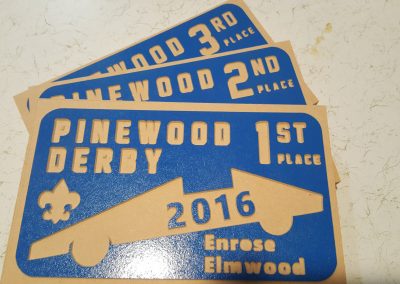 PINEWOOD 3RD
PLACE
PINEWOOD 2ND
PLACE
PINEWOOD 1ST
DERBY PLACE
2016
Enrose
Elmwood